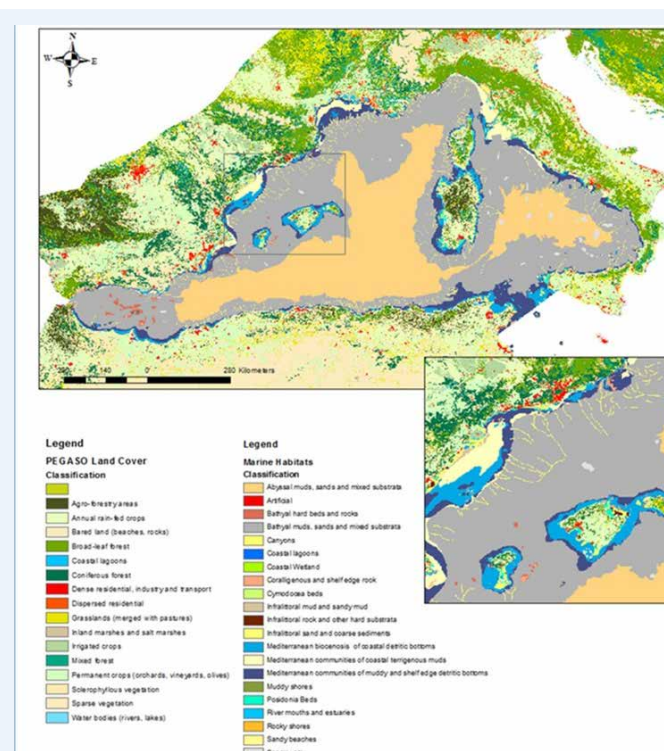 N
W E
S
140 0 280 Kilometers
Legend
PEGASO Land Cover
Classification
Agro-forestry areas
Annual rain-fed crops
Bared land (beaches, rocks)
Broad-leaf forest
Coastal lagoons
Coniferous forest
Dense residential, industry and transport
Dispersed residential
Grasslands (merged with pastures)
Inland marshes and salt marshes
Irrigated crops
Mixed forest
Permanent crops (orchards, vineyards, olives)
Sclerophyllous vegetation
Sparse vegetation
Water bodies (rivers, lakes)
Legend
Marine Habitats
Classification
Abyssal muds, sands and mixed substrata
Artificial
Bathyal hard beds and rocks
Bathyal muds, sands and mixed substrata
Canyons
Coastal lagoons
Coastal Wetland
Coralligenous and shelf edge rock
Cymodocea beds
Infralittoral mud and sandy mud
Infralittoral rock and other hard substrata
Infralittoral sand and coarse sediments
Mediterranean biocenosis of coastal detritic bottoms
Mediterranean communities of coastal terrigenous muds
Mediterranean communities of muddy and shelf edge detritic bottoms
Muddy shores
Posidonia Beds
River mouths and estuaries
Rocky shores
Sandy beaches